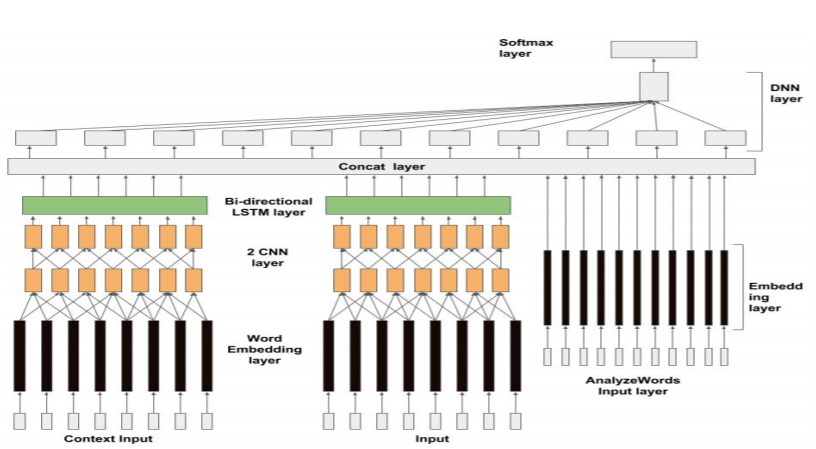 Softmax
layer
DNN
layer
Concat layer
Bi-directional
LSTM layer
2 CNN
layer
Embedd
ing
layer
Word
Embedding
layer
AnalyzeWords
Input layer
Context Input
Input